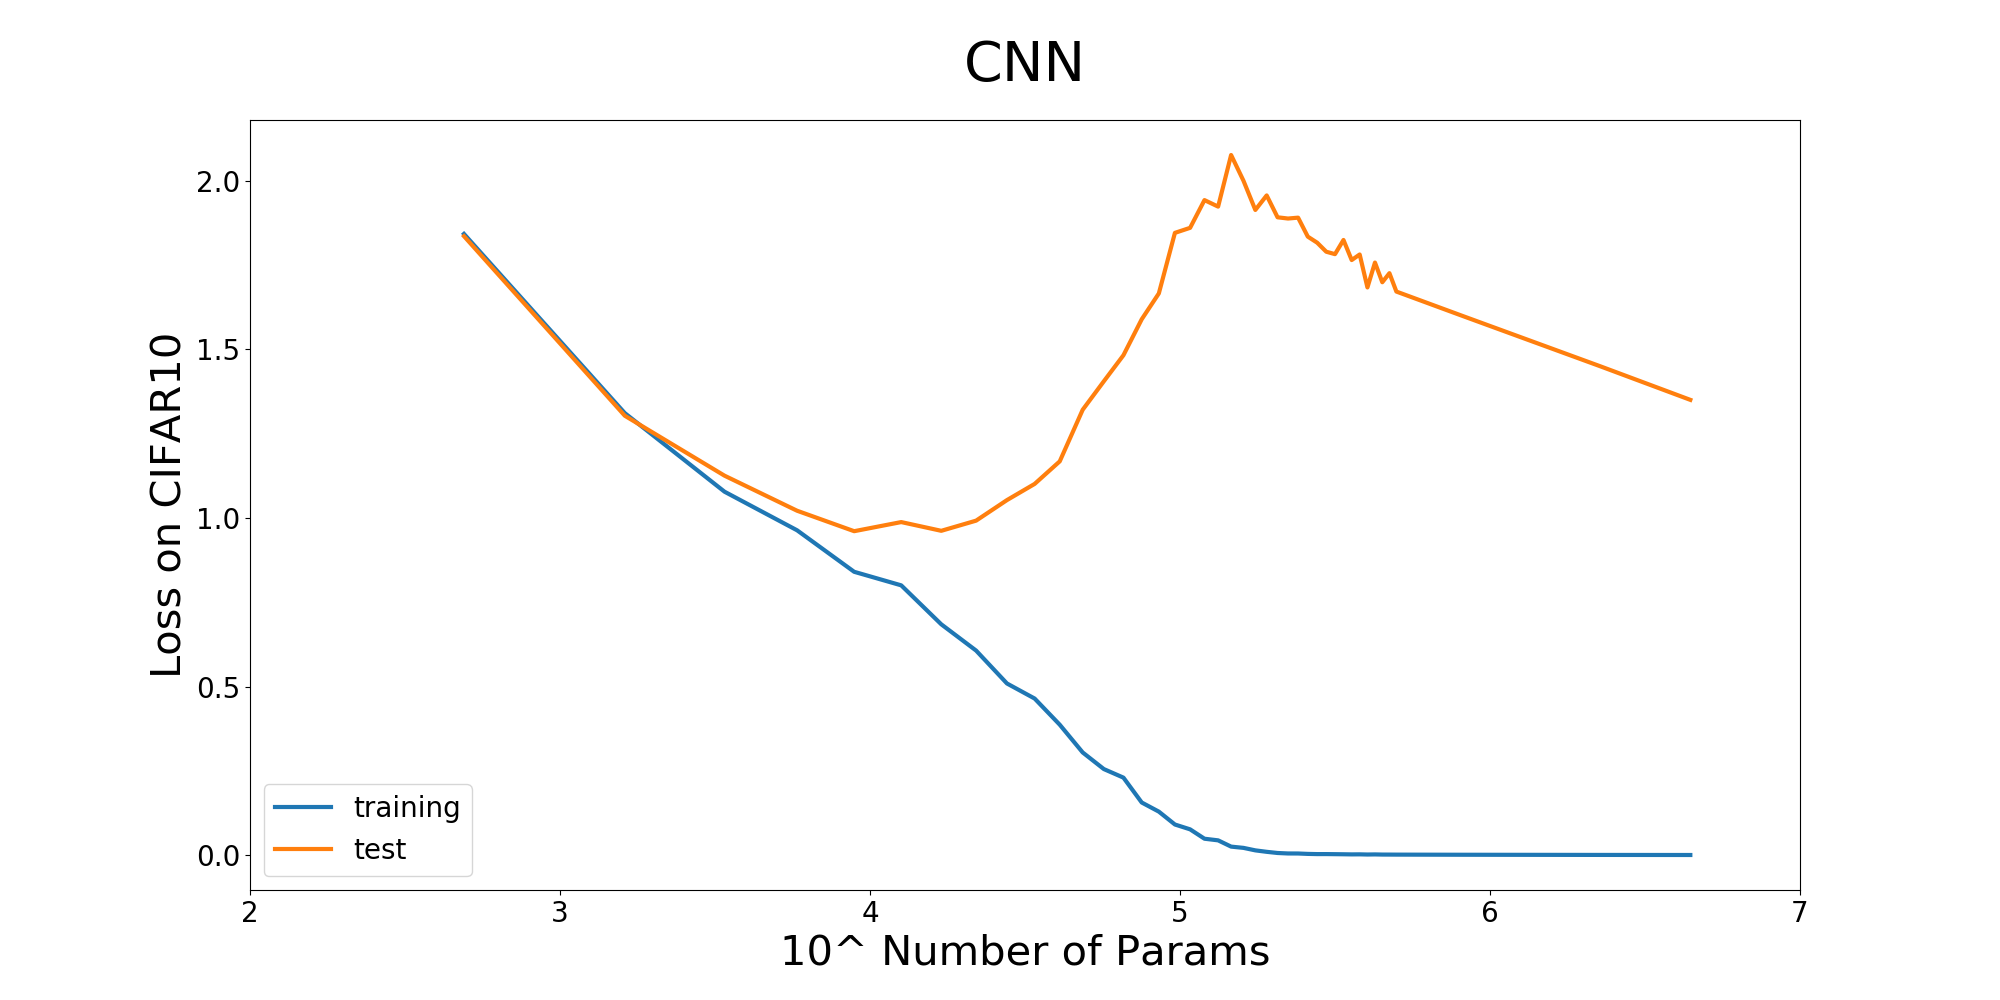 CNN
Loss on CIFAR10
2.0
1.5
1.0
0.5
0.0
training
test
2 3 4 5 6 7
10^ Number of Params